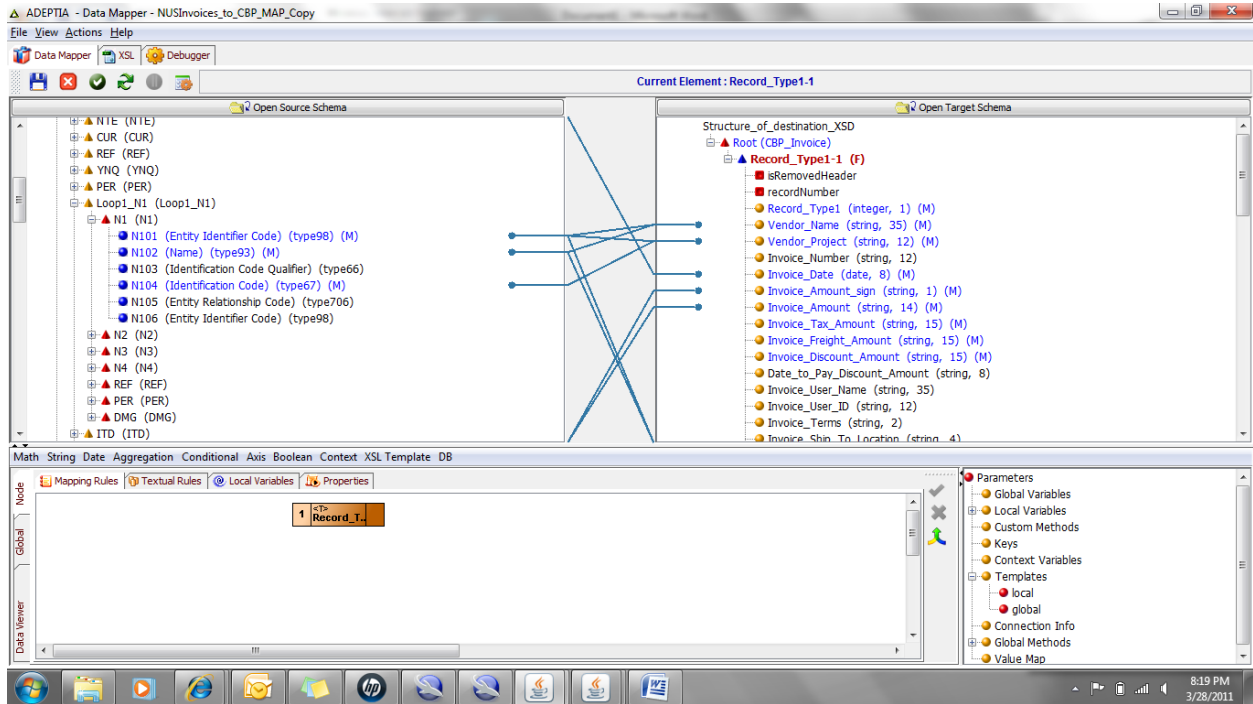 ADEPTIA - Data Mapper - NUSInvoices_to_CBP_MAP_Copy
File View Actions Help
Data Mapper XSL Debugger
Current Element : Record_Type1-1
Open Source Schema
Open Target Schema
NTE (NTE)
CUR (CUR)
REF (REF)
YNQ (YNQ)
PER (PER)
Loop1_N1 (Loop1_N1)
N1 (N1)
N101 (Entity Identifier Code) (type98) (M)
N102 (Name) (type93) (M)
N103 (Identification Code Qualifier) (type66)
N104 (Identification Code) (type67) (M)
N105 (Entity Relationship Code) (type706)
N106 (Entity Identifier Code) (type98)
N2 (N2)
N3 (N3)
N4 (N4)
REF (REF)
PER (PER)
DMG (DMG)
ITD (ITD)
Structure_of_destination_XSD
Root (CBP_Invoice)
Record_Type1-1 (F)
isRemovedHeader
recordNumber
Record_Type1 (integer, 1) (M)
Vendor_Name (string, 35) (M)
Vendor_Project (string, 12) (M)
Invoice_Number (string, 12)
Invoice_Date (date, 8) (M)
Invoice_Amount_sign (string, 1) (M)
Invoice_Amount (string, 14) (M)
Invoice_Tax_Amount (string, 15) (M)
Invoice_Freight_Amount (string, 15) (M)
Invoice_Discount_Amount (string, 15) (M)
Date_to_Pay_Discount_Amount (string, 8)
Invoice_User_Name (string, 35)
Invoice_User_ID (string, 12)
Invoice_Terms (string, 2)
Invoice_Ship_To_Location (string, 4)
Math String Date Aggregation Conditional Axis Boolean Context XSL Template DB
Node
Global
Data Viewer
Mapping Rules Textual Rules Local Variables Properties
1 <T> Record_T..
Parameters
Global Variables
Local Variables
Custom Methods
Keys
Context Variables
Templates
local
global
Connection Info
Global Methods
Value Map
hp
8:19 PM
3/28/2011